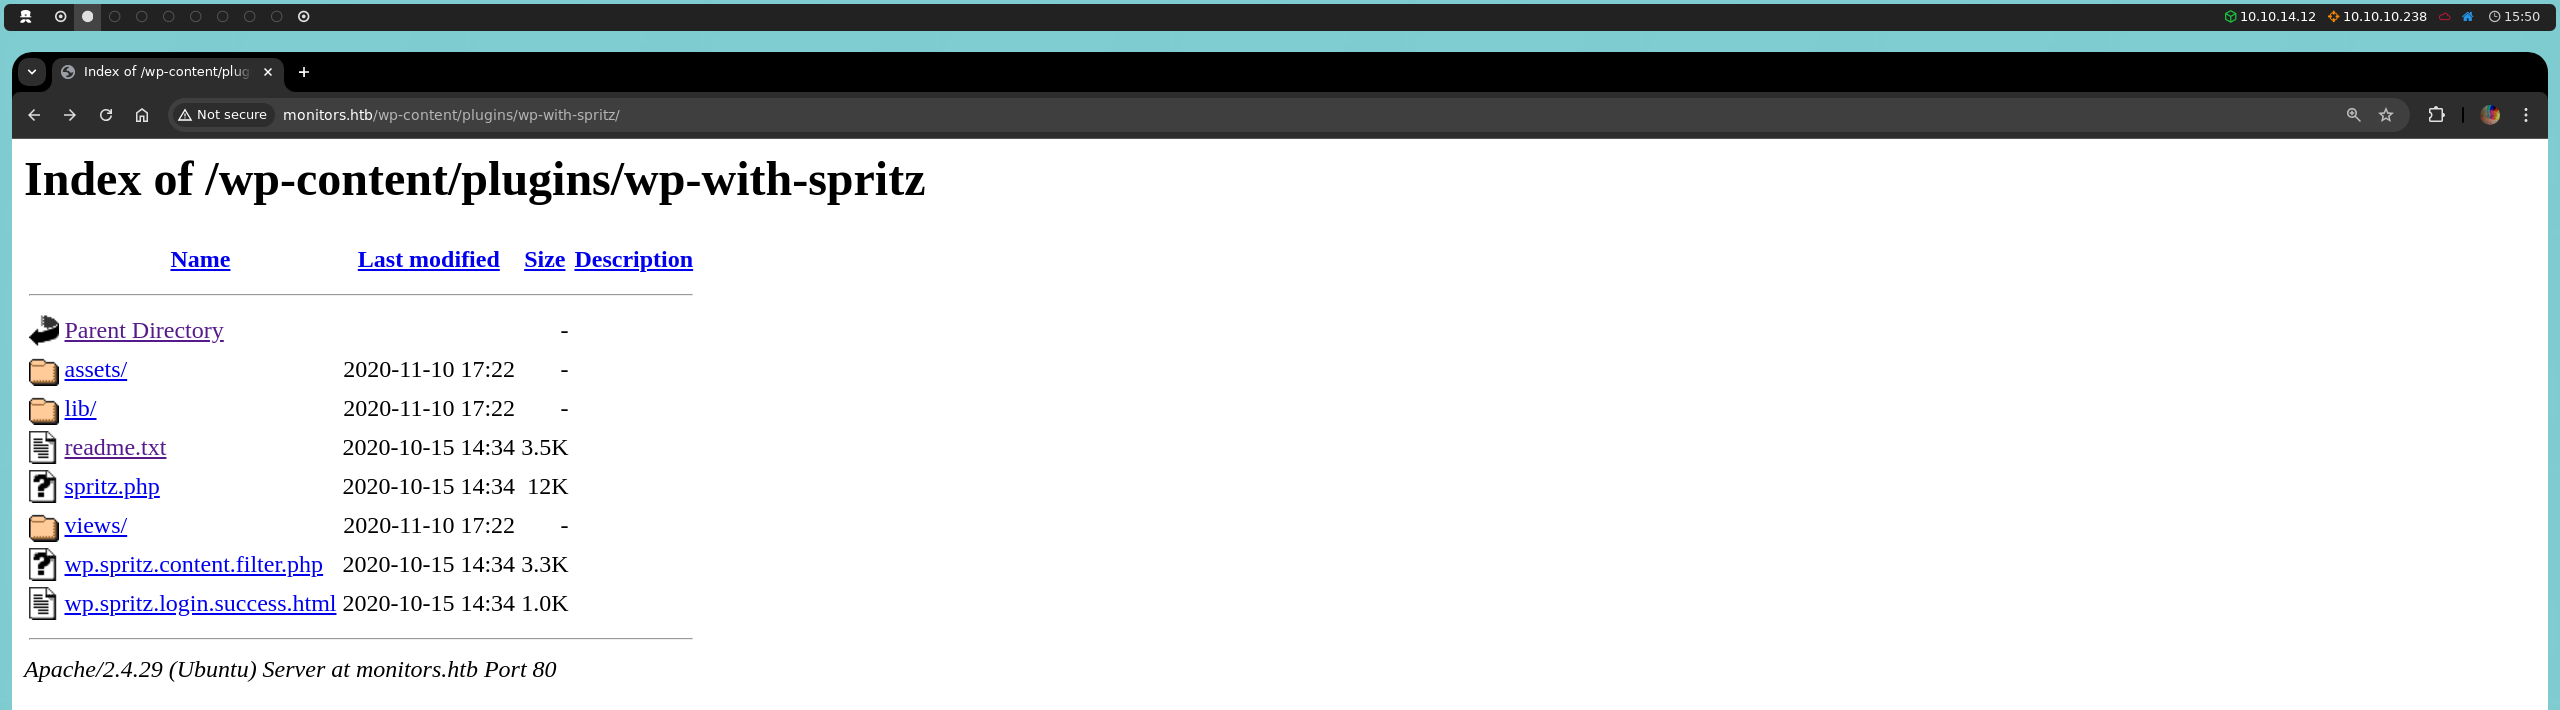 10.10.14.12 10.10.10.238 15:50
Index of /wp-content/plug
Not secure monitors.htb/wp-content/plugins/wp-with-spritz/
Index of /wp-content/plugins/wp-with-spritz
Name Last modified Size Description
Parent Directory -
assets/ 2020-11-10 17:22 -
lib/ 2020-11-10 17:22 -
readme.txt 2020-10-15 14:34 3.5K
spritz.php 2020-10-15 14:34 12K
views/ 2020-11-10 17:22 -
wp.spritz.content.filter.php 2020-10-15 14:34 3.3K
wp.spritz.login.success.html 2020-10-15 14:34 1.0K
Apache/2.4.29 (Ubuntu) Server at monitors.htb Port 80